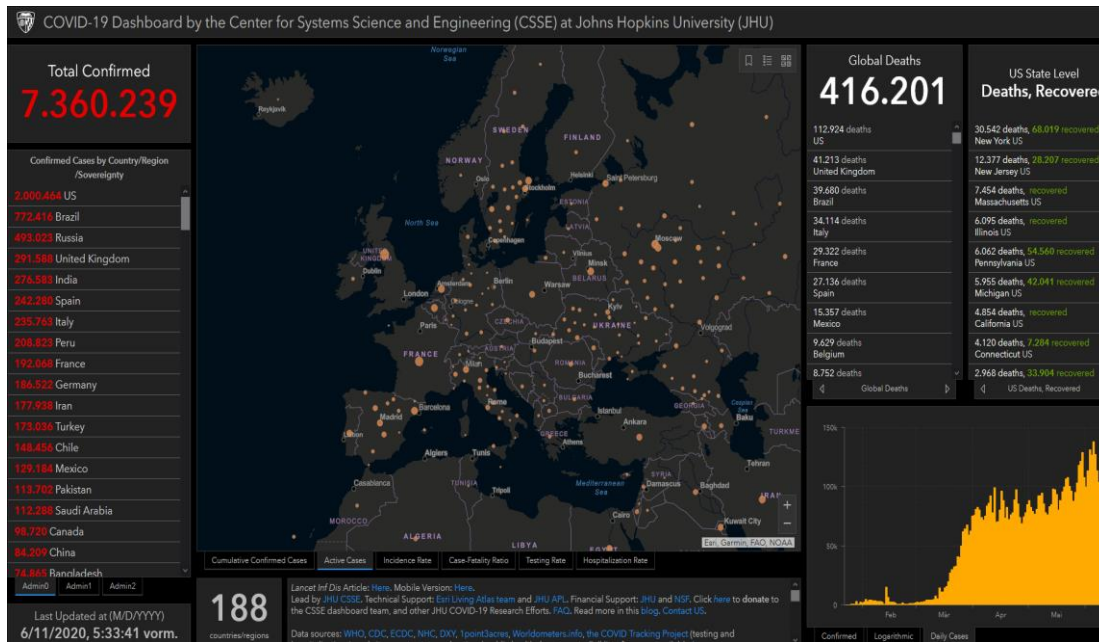 COVID-19 Dashboard by the Center for Systems Science and Engineering (CSSE) at Johns Hopkins University (JHU)
Total Confirmed
7.360.239
Confirmed Cases by Country/Region
/Sovereignty
2.000.464 US
772.416 Brazil
493.023 Russia
291.588 United Kingdom
276.583 India
242.280 Spain
235.763 Italy
208.823 Peru
192.068 France
186.522 Germany
177.938 Iran
173.036 Turkey
148.456 Chile
129.184 Mexico
113.702 Pakistan
112.288 Saudi Arabia
98.720 Canada
84.209 China
74.865 Bangladesh
Admin0 Admin1 Admin2
Last Updated at (M/D/YYYY)
6/11/2020, 5:33:41 vorm.
Norwegian
Sea
Reykjavik
SWEDEN
FINLAND
NORWAY
Oslo
Helsinki
Saint Petersburg
Stockholm
ESTONIA
North Sea
LATVIA
Moscow
Copenhagen
UNITED
KINGDOM
Dublin
Vilnius
Minsk
BELARUS
Amsterdam
Berlin
Warsaw
London
Cologne
Kyiv
Paris
CZECHIA
UKRAINE
Volgograd
AUSTRIA
Budapest
FRANCE
Milan
ROMANIA
Bucharest
BULGARIA
Caspian
Sea
Barcelona
Rome
GEORGIA
Madrid
Istanbul
Baku
Lisbon
Ankara
TURKME
GREECE
Athens
Algiers
Tunis
SYRIA
Tehran
Casablanca
TUNISIA
Tripoli
Mediterranean
Sea
Damascus
Baghdad
IRAN
MOROCCO
Cairo
Kuwait City
ALGERIA
LIBYA
EGYPT
+
−
Esri, Garmin, FAO, NOAA
Cumulative Confirmed Cases Active Cases Incidence Rate Case-Fatality Ratio Testing Rate Hospitalization Rate
188
countries/regions
Lancet Inf Dis Article: Here. Mobile Version: Here.
Lead by JHU CSSE. Technical Support: Esri Living Atlas team and JHU APL. Financial Support: JHU and NSF. Click here to donate to
the CSSE dashboard team, and other JHU COVID-19 Research Efforts. FAQ. Read more in this blog. Contact US.
Data sources: WHO, CDC, ECDC, NHC, DXY, 1point3acres, Worldometers.info, the COVID Tracking Project (testing and
Global Deaths
416.201
112.924 deaths
US
41.213 deaths
United Kingdom
39.680 deaths
Brazil
34.114 deaths
Italy
29.322 deaths
France
27.136 deaths
Spain
15.357 deaths
Mexico
9.629 deaths
Belgium
8.752 deaths
Global Deaths
US State Level
Deaths, Recovere
30.542 deaths, 68.019 recovered
New York US
12.377 deaths, 28.207 recovered
New Jersey US
7.454 deaths, recovered
Massachusetts US
6.095 deaths, recovered
Illinois US
6.062 deaths, 54.560 recovered
Pennsylvania US
5.955 deaths, 42.041 recovered
Michigan US
4.854 deaths, recovered
California US
4.120 deaths, 7.284 recovered
Connecticut US
2.968 deaths, 33.904 recovered
US Deaths, Recovered
150k
100k
50k
0
Feb Mär Apr Mai
Confirmed Logarithmic Daily Cases